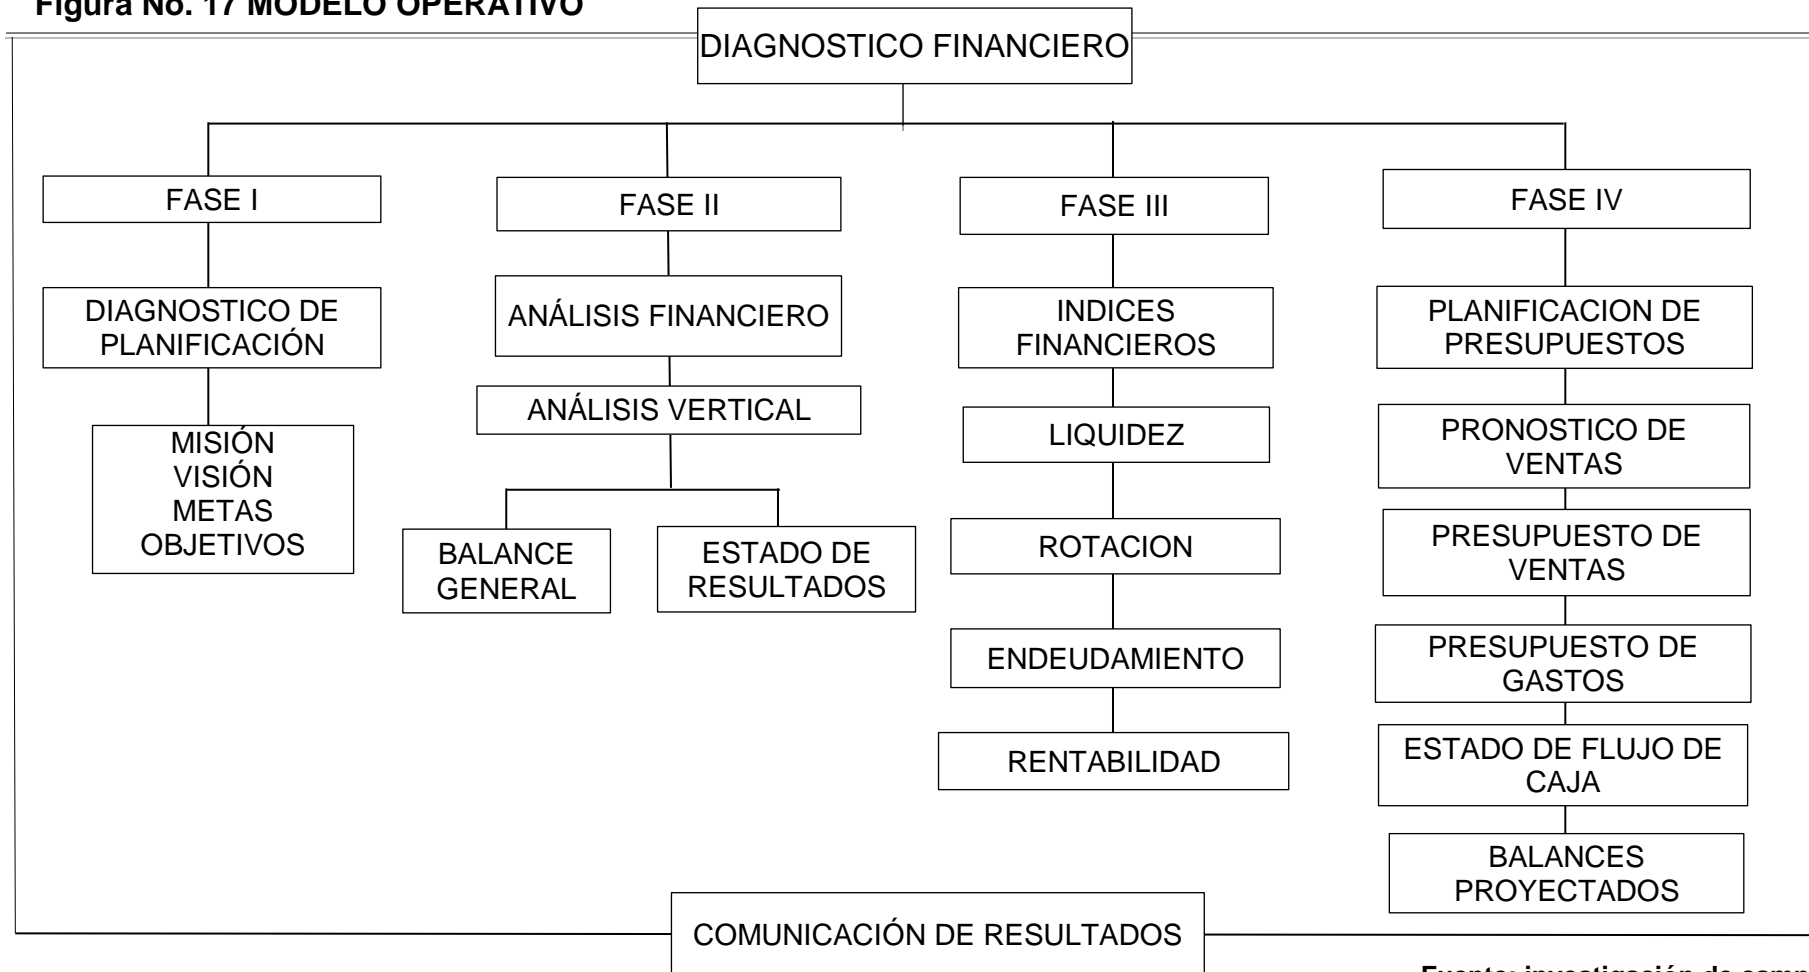 Figura No. 17 MODELO OPERATIVO
DIAGNOSTICO FINANCIERO
FASE I
DIAGNOSTICO DE
PLANIFICACIÓN
MISIÓN
VISIÓN
METAS
OBJETIVOS
FASE II
ANÁLISIS FINANCIERO
ANÁLISIS VERTICAL
BALANCE
GENERAL
ESTADO DE
RESULTADOS
FASE III
INDICES
FINANCIEROS
LIQUIDEZ
ROTACION
ENDEUDAMIENTO
RENTABILIDAD
FASE IV
PLANIFICACION DE
PRESUPUESTOS
PRONOSTICO DE
VENTAS
PRESUPUESTO DE
VENTAS
PRESUPUESTO DE
GASTOS
ESTADO DE FLUJO DE
CAJA
BALANCES
PROYECTADOS
COMUNICACIÓN DE RESULTADOS
Fuente: investigación de